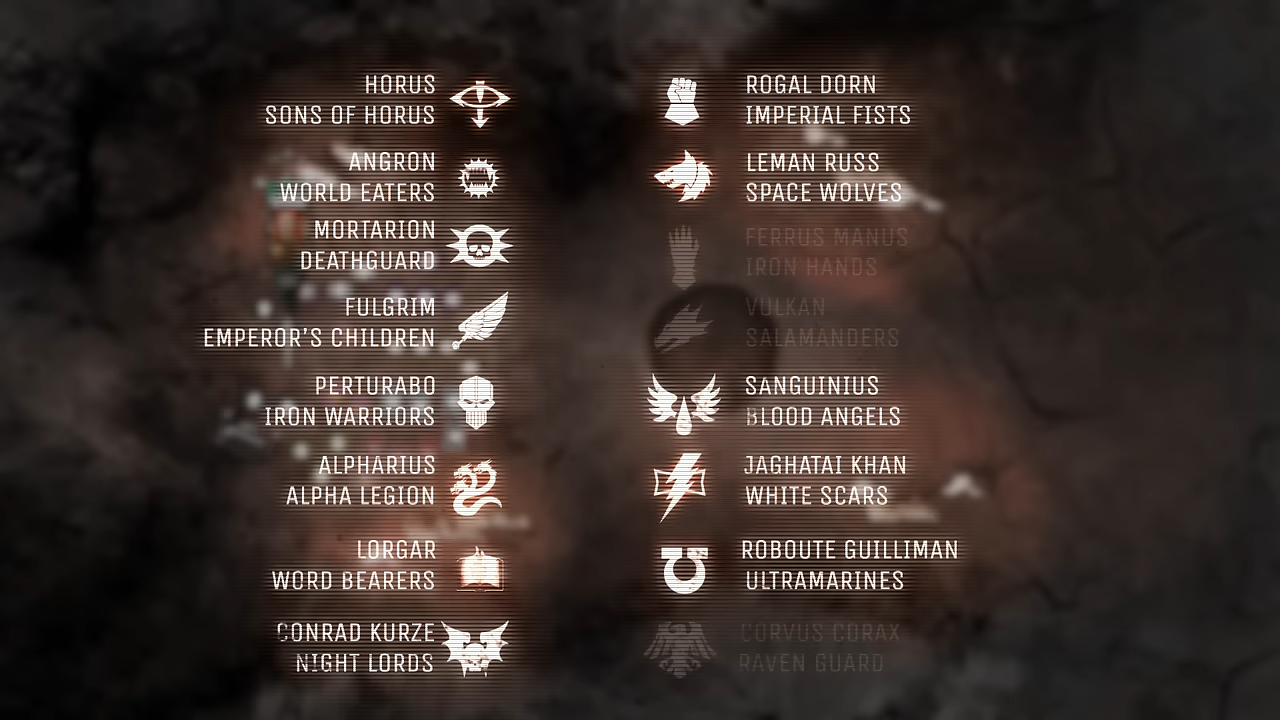 HORUS
SONS OF HORUS
ANGRON
WORLD EATERS
MORTARION
DEATHGUARD
FULGRIM
EMPEROR'S CHILDREN
PERTURABO
IRON WARRIORS
ALPHARIUS
ALPHA LEGION
LORGAR
WORD BEARERS
CONRAD KURZE
NIGHT LORDS
ROGAL DORN
IMPERIAL FISTS
LEMAN RUSS
SPACE WOLVES
FERRUS MANUS
IRON HANDS
VULKAN
SALAMANDERS
SANGUINIUS
BLOOD ANGELS
JAGHATAI KHAN
WHITE SCARS
ROBOUTE GUILLIMAN
ULTRAMARINES
CORVUS CORAX
RAVEN GUARD